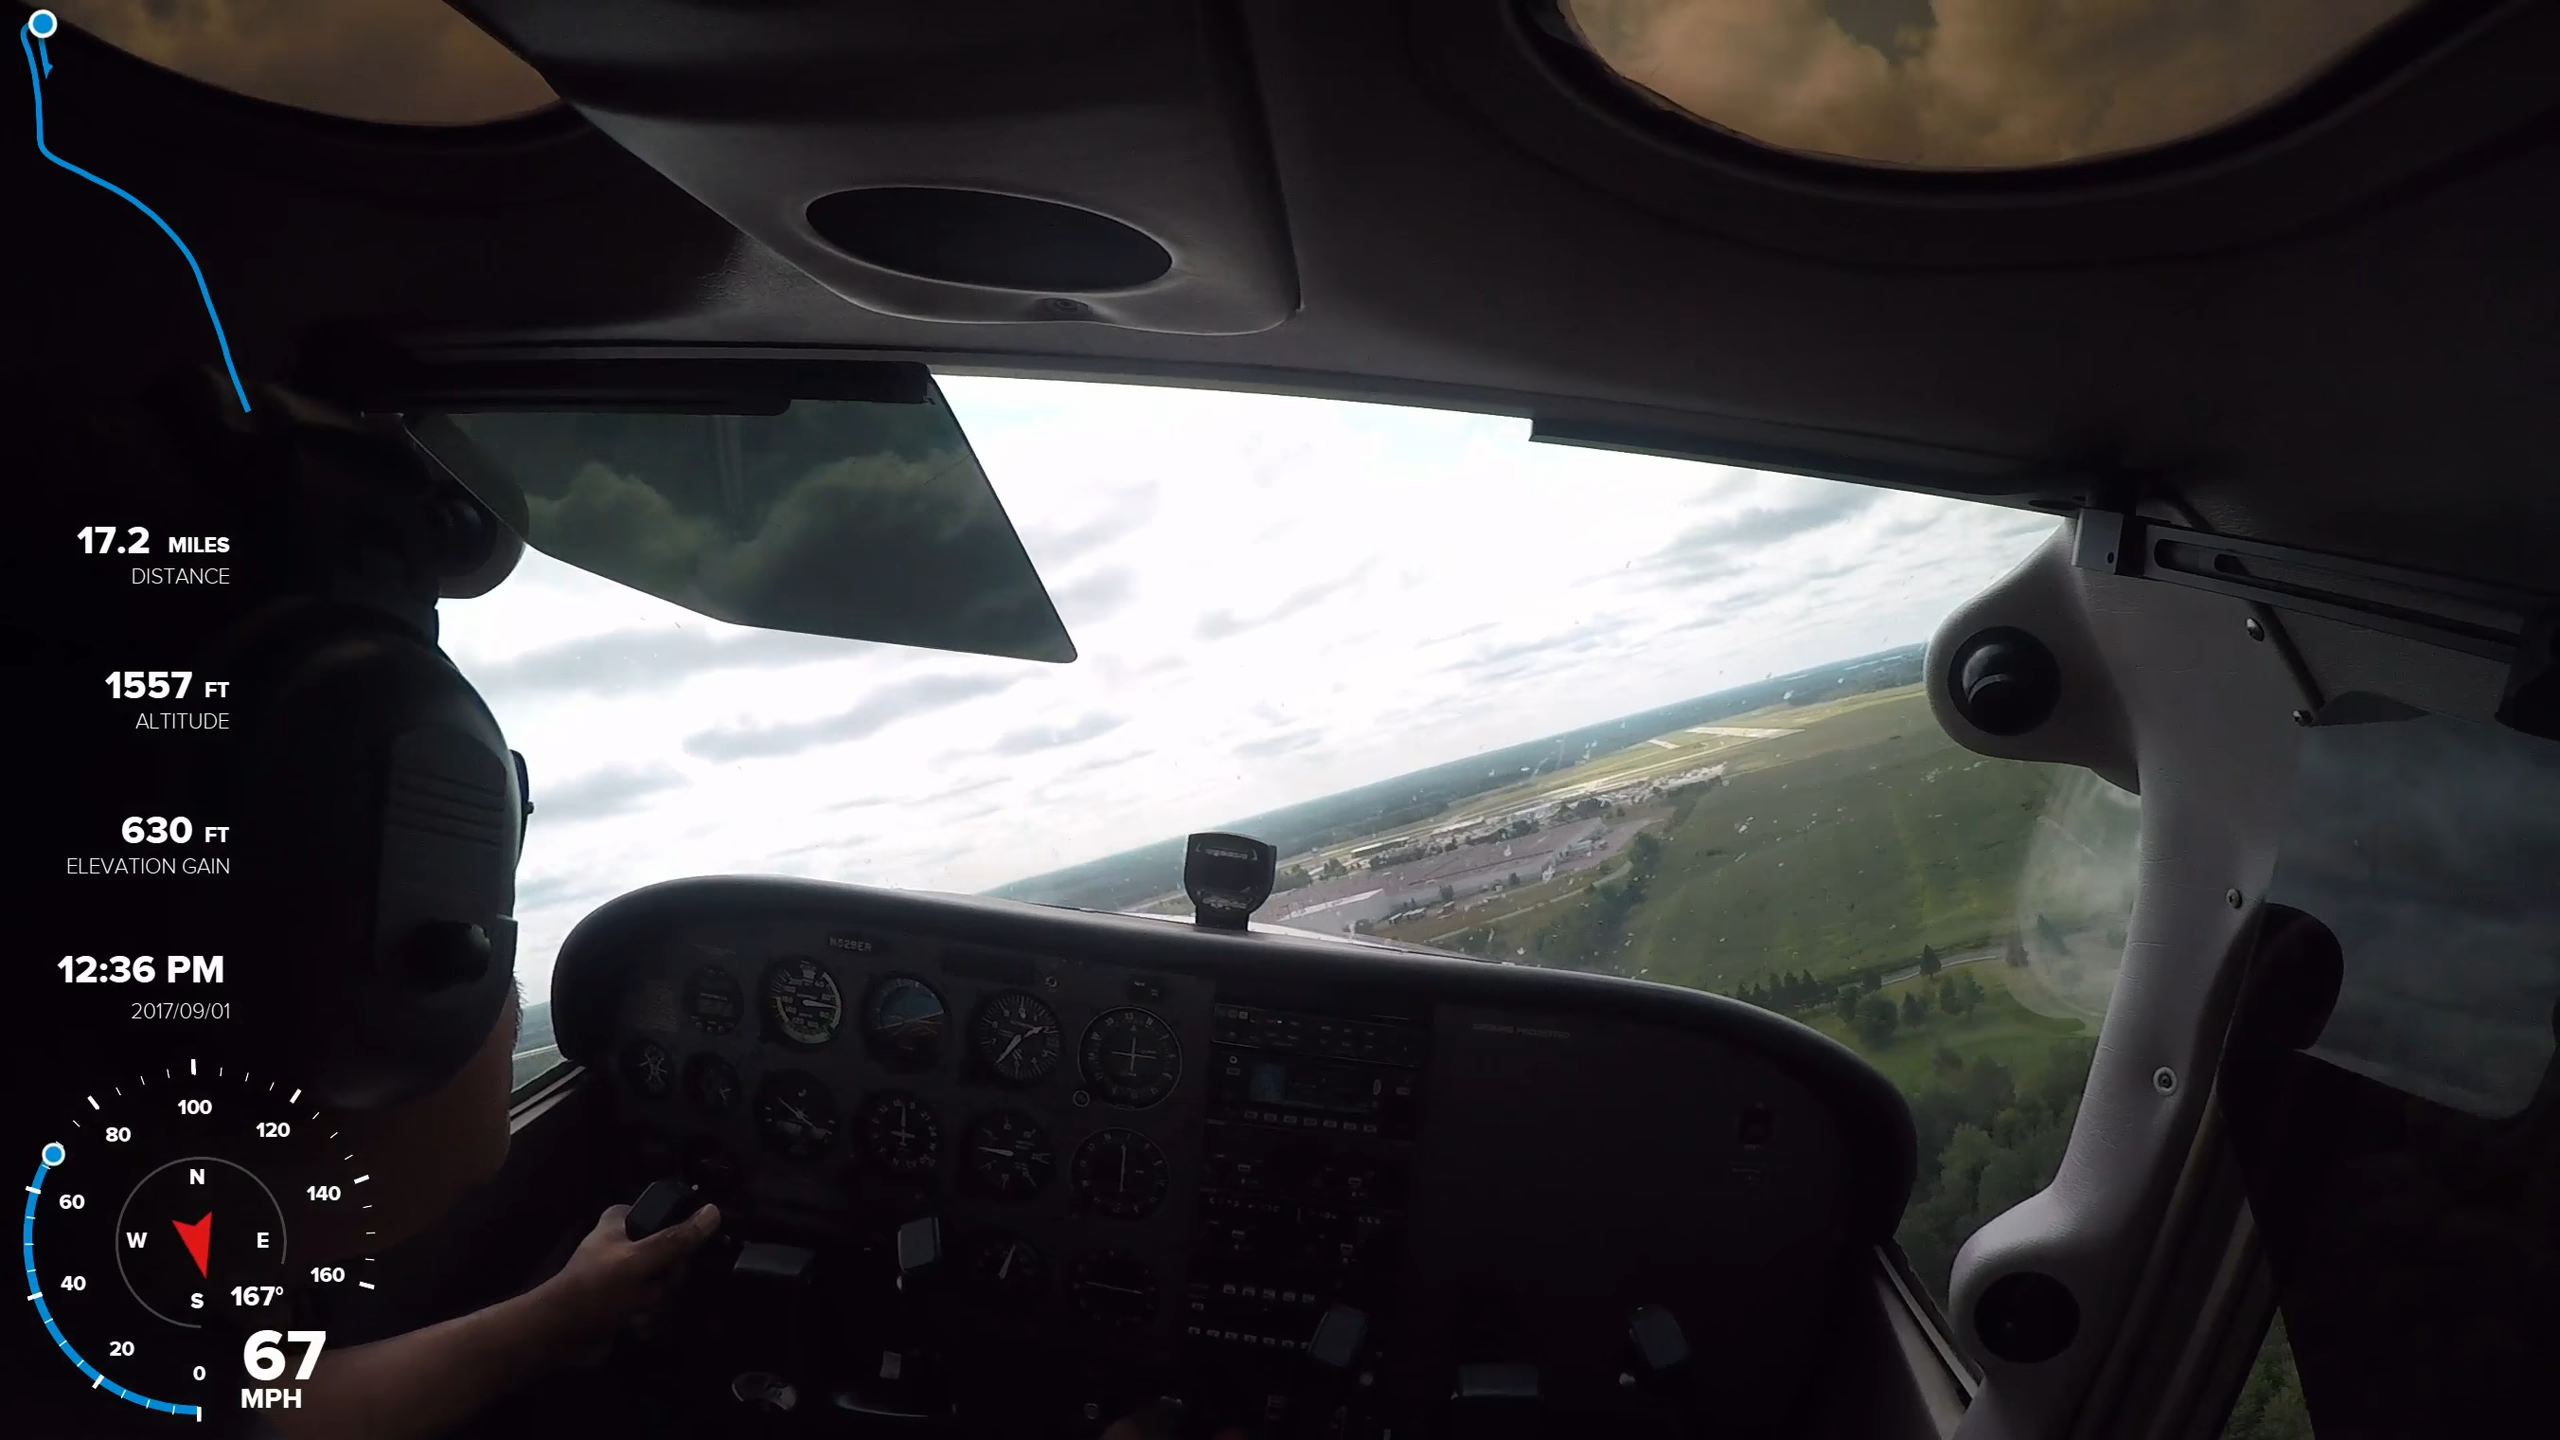 17.2 MILES
DISTANCE
1557 FT
ALTITUDE
630 FT
ELEVATION GAIN
12:36 PM
2017/09/01
N
W E
S
167°
0
20
40
60
80
100
120
140
160
67
MPH